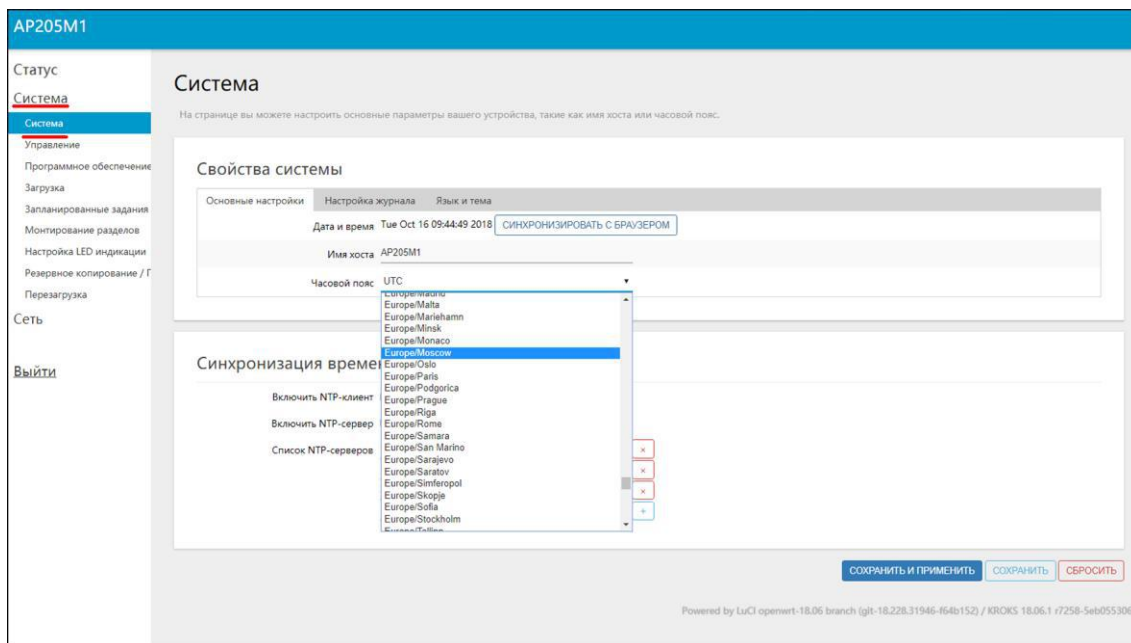 AP205M1
Статус
Система
Система
Управление
Программное обеспечение
Загрузка
Запланированные задания
Монтирование разделов
Настройка LED индикации
Резервное копирование / П
Перезагрузка
Сеть
Выйти
Система
На странице вы можете настроить основные параметры вашего устройства, такие как имя хоста или часовой пояс.
Свойства системы
Основные настройки Настройка журнала Язык и тема
Дата и время Tue Oct 16 09:44:49 2018 СИНХРОНИЗИРОВАТЬ С БРАУЗЕРОМ
Имя хоста AP205M1
Часовой пояс UTC
Europe/Madrid
Europe/Malta
Europe/Mariehamn
Europe/Minsk
Europe/Monaco
Europe/Moscow
Europe/Oslo
Europe/Paris
Europe/Podgorica
Europe/Prague
Europe/Riga
Europe/Rome
Europe/Samara
Europe/San Marino
Europe/Sarajevo
Europe/Saratov
Europe/Simferopol
Europe/Skopje
Europe/Sofia
Europe/Stockholm
Europe/Tallinn
Синхронизация времен
Включить NTP-клиент
Включить NTP-сервер
Список NTP-серверов
СОХРАНИТЬ И ПРИМЕНИТЬ СОХРАНИТЬ СБРОСИТЬ
Powered by LuCI openwrt-18.06 branch (git-18.228.31946-f64b152) / KROKS 18.06.1 r7258-5eb055306